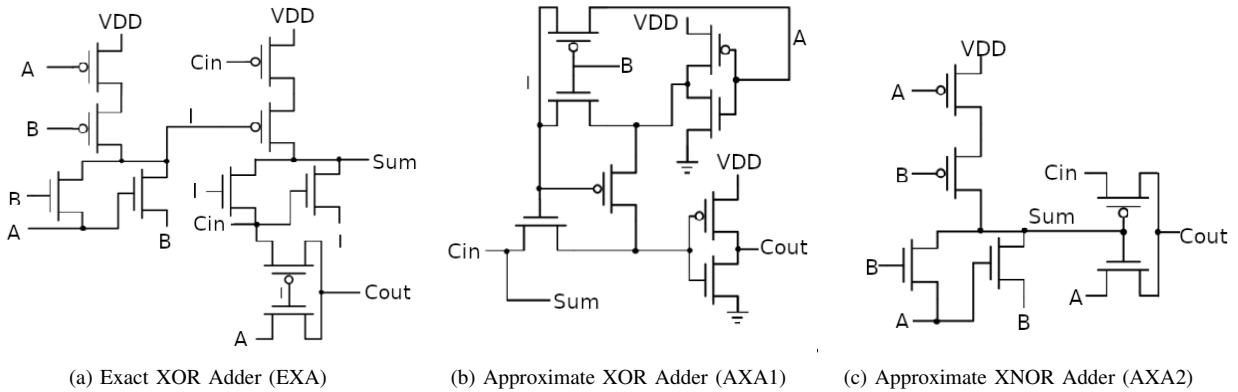 VDD
VDD
A
Cin
B
I
Sum
B
I
A
Cin
B
I
I
Cout
A
(a) Exact XOR Adder (EXA)
VDD
A
I
B
VDD
Cin
Cout
Sum
(b) Approximate XOR Adder (AXA1)
VDD
A
B
Cin
Sum
Cout
B
A
A
B
(c) Approximate XNOR Adder (AXA2)